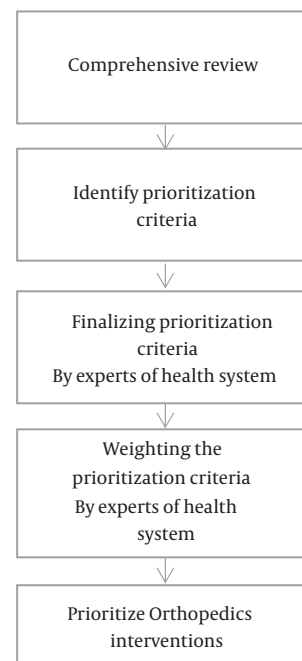 Comprehensive review
Identify prioritization
criteria
Finalizing prioritization
criteria
By experts of health system
Weighting the
prioritization criteria
By experts of health
system
Prioritize Orthopedics
interventions